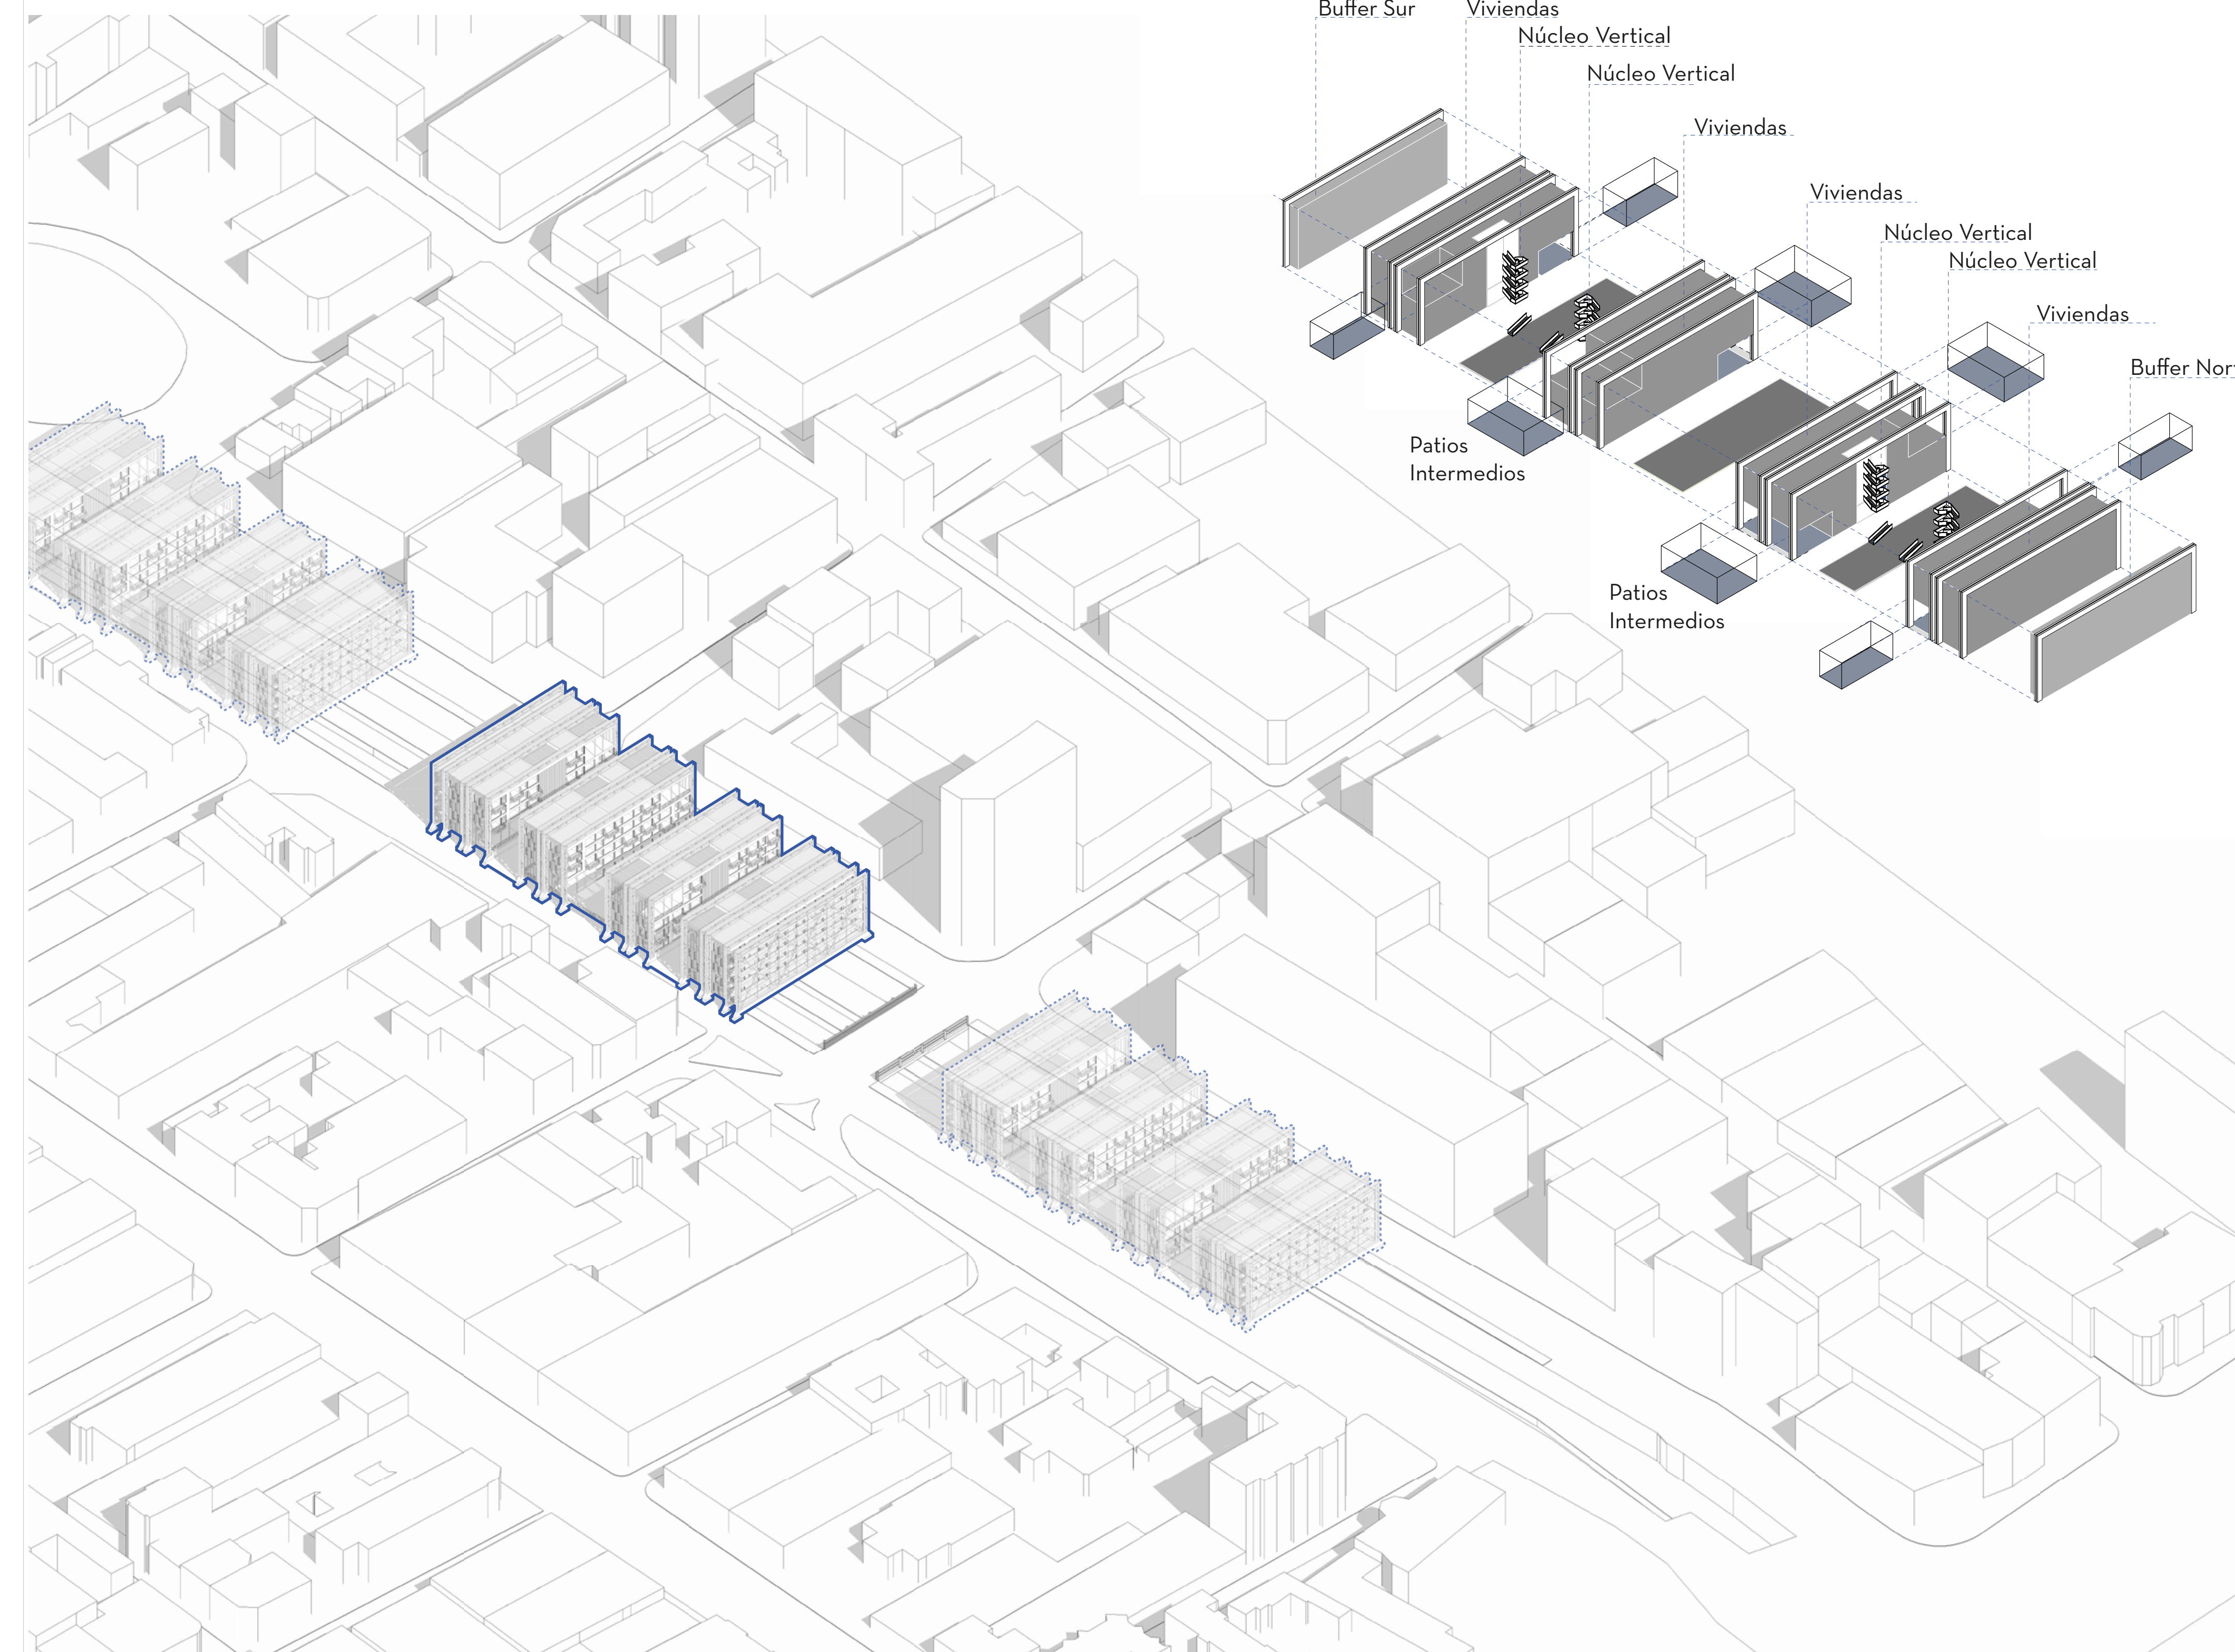 Buffer Sur
Viviendas
Núcleo Vertical
Núcleo Vertical
Viviendas
Viviendas
Núcleo Vertical
Núcleo Vertical
Viviendas
Buffer Nor
Patios
Intermedios
Patios
Intermedios